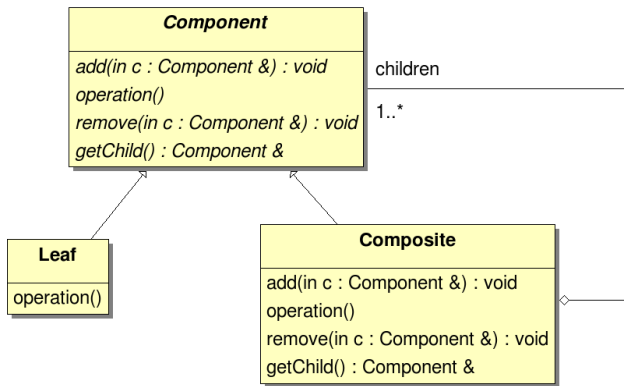 Component
add(in c : Component &) : void
operation()
remove(in c : Component &) : void
getChild() : Component &
children
1..*
Leaf
operation()
Composite
add(in c : Component &) : void
operation()
remove(in c : Component &) : void
getChild() : Component &